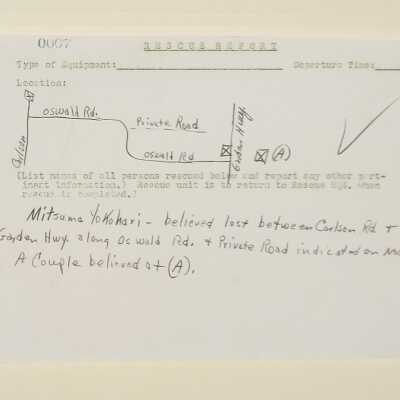 0007
RESCUE REPORT
Type of Equipment: Departure Time:
Location:
Oswald Rd.
Private Road
Oswald Rd
Garden Hwy
(A)
(List names of all persons rescued below and report any other pert-
inent information.) Rescue unit is to return to Rescue Hdq. when
rescue is completed.)
Mitsuma Yokohari - believed lost between Carlson Rd +
Garden Hwy. along Oswald Rd. + Private Road indicated on
A Couple believed at (A).